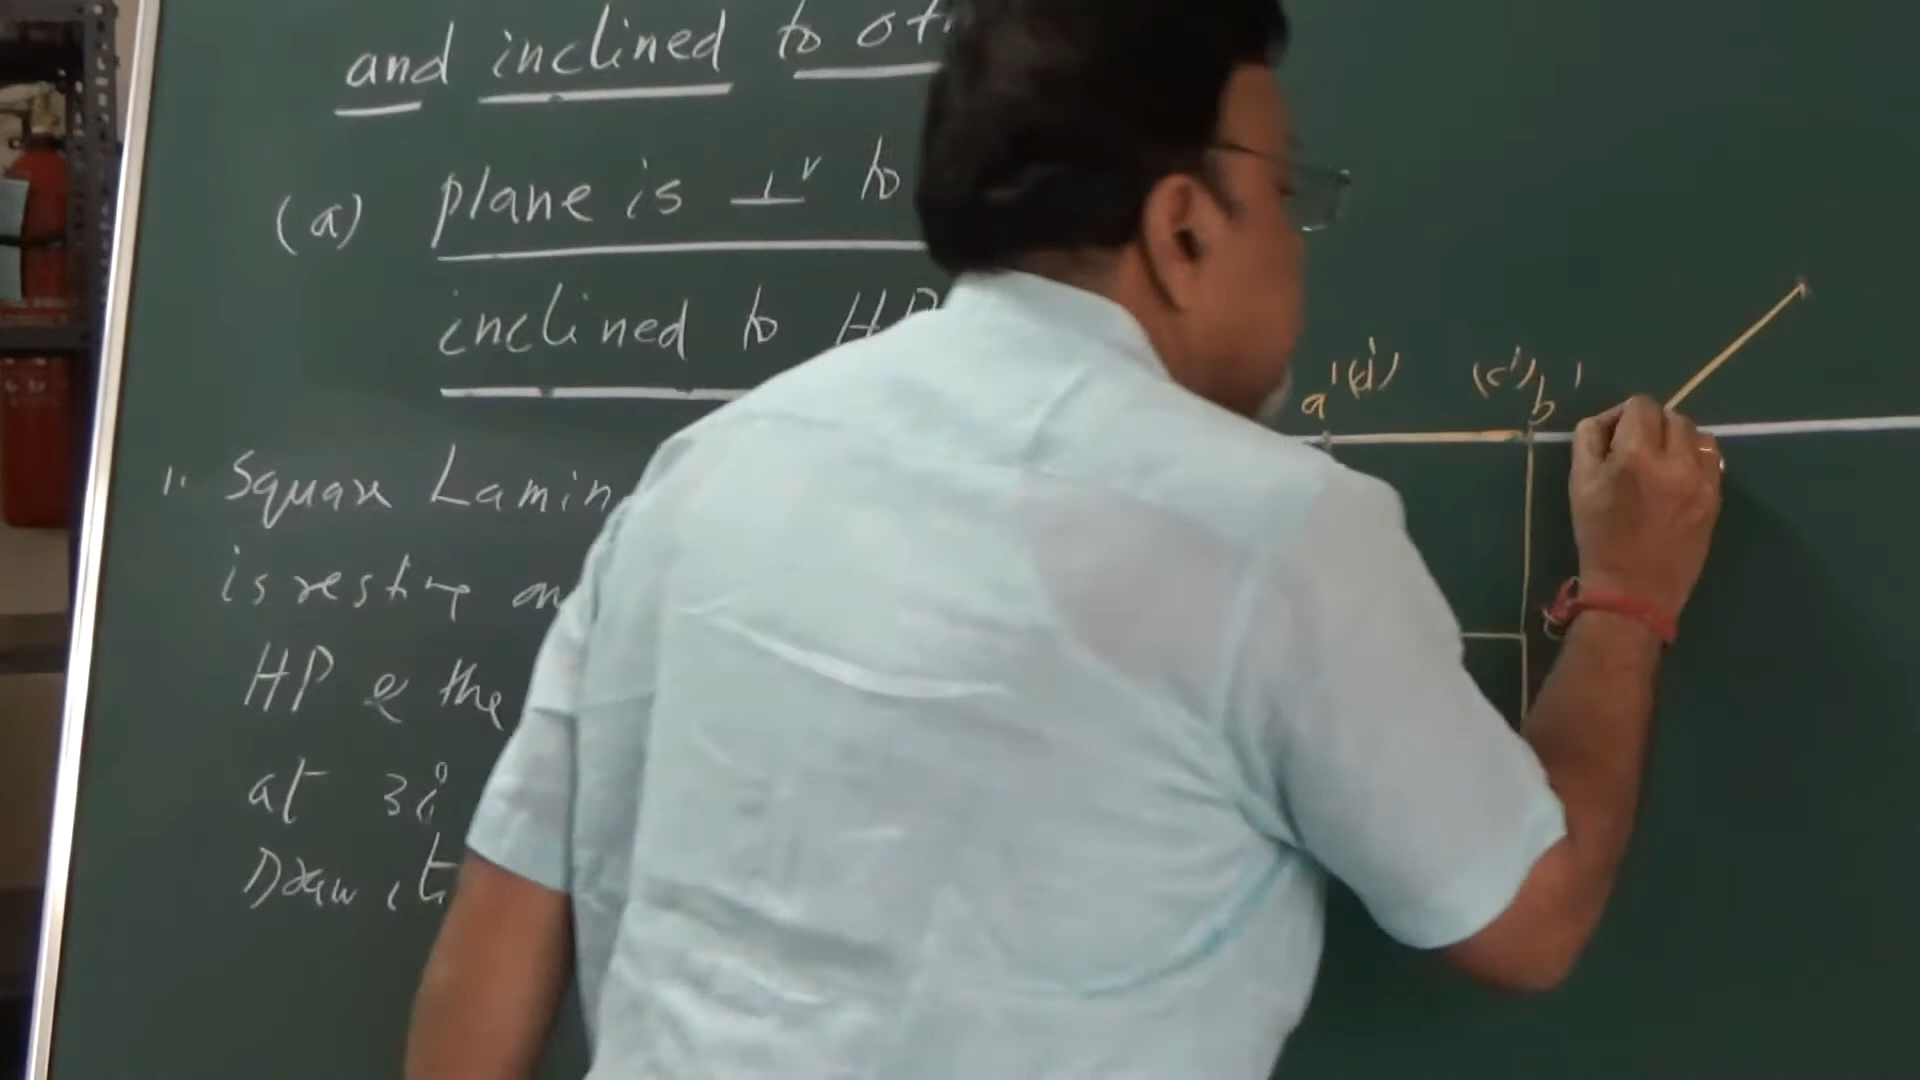 and inclined to oth
(a) plane is ⊥r to
inclined to HP
1. Square Lamin
is resting on
HP & the
at 30
Draw it
a'(d') (c')b'